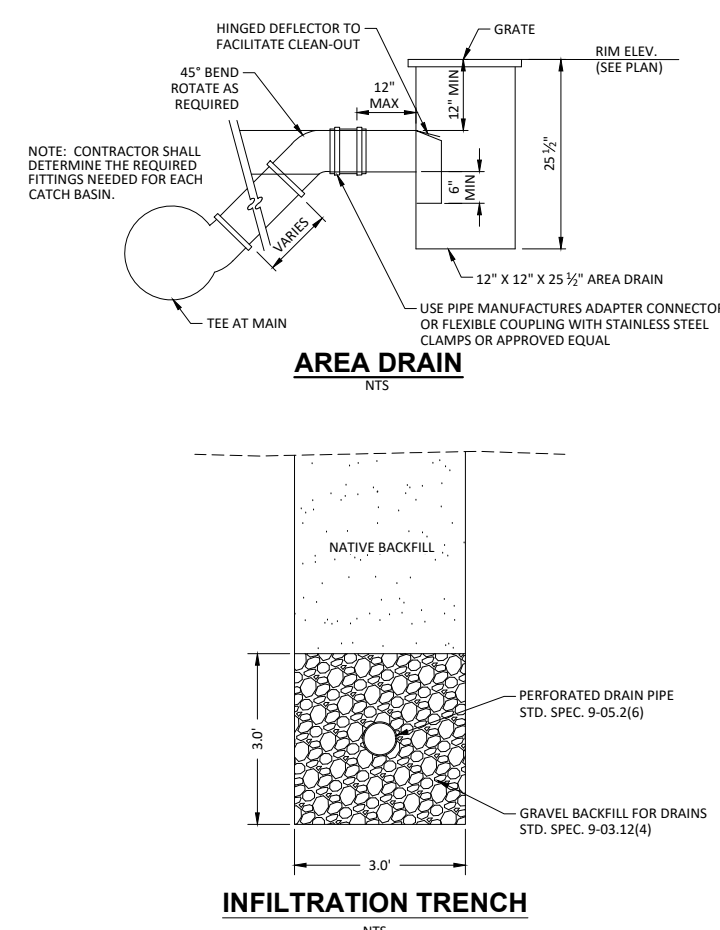 HINGED DEFLECTOR TO
FACILITATE CLEAN-OUT
GRATE
RIM ELEV.
(SEE PLAN)
45° BEND
ROTATE AS
REQUIRED
12"
MAX
12" MIN
25 ½"
NOTE:  CONTRACTOR SHALL
DETERMINE THE REQUIRED
FITTINGS NEEDED FOR EACH
CATCH BASIN.
6"
MIN
VARIES
12" X 12" X 25 ½" AREA DRAIN
TEE AT MAIN
USE PIPE MANUFACTURES ADAPTER CONNECTOR
OR FLEXIBLE COUPLING WITH STAINLESS STEEL
CLAMPS OR APPROVED EQUAL
AREA DRAIN
NTS
NATIVE BACKFILL
PERFORATED DRAIN PIPE
STD. SPEC. 9-05.2(6)
3.0'
GRAVEL BACKFILL FOR DRAINS
STD. SPEC. 9-03.12(4)
3.0'
INFILTRATION TRENCH
NTS